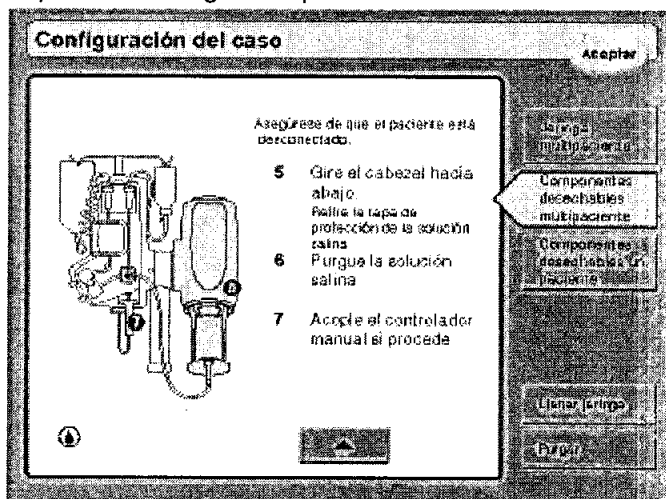 Configuración del caso
Aceptar
Asegúrese de que el paciente está
desconectado.
5 Gire el cabezal hacia
abajo
Retire la tapa de
protección de la solución
salina
6 Purgue la solución
salina
7 Acople el controlador
manual si procede
Jeringa
multipaciente
Componentes
desechables
multipaciente
Componentes
desechables un
paciente
Llenar jeringa
Purgar
6
7